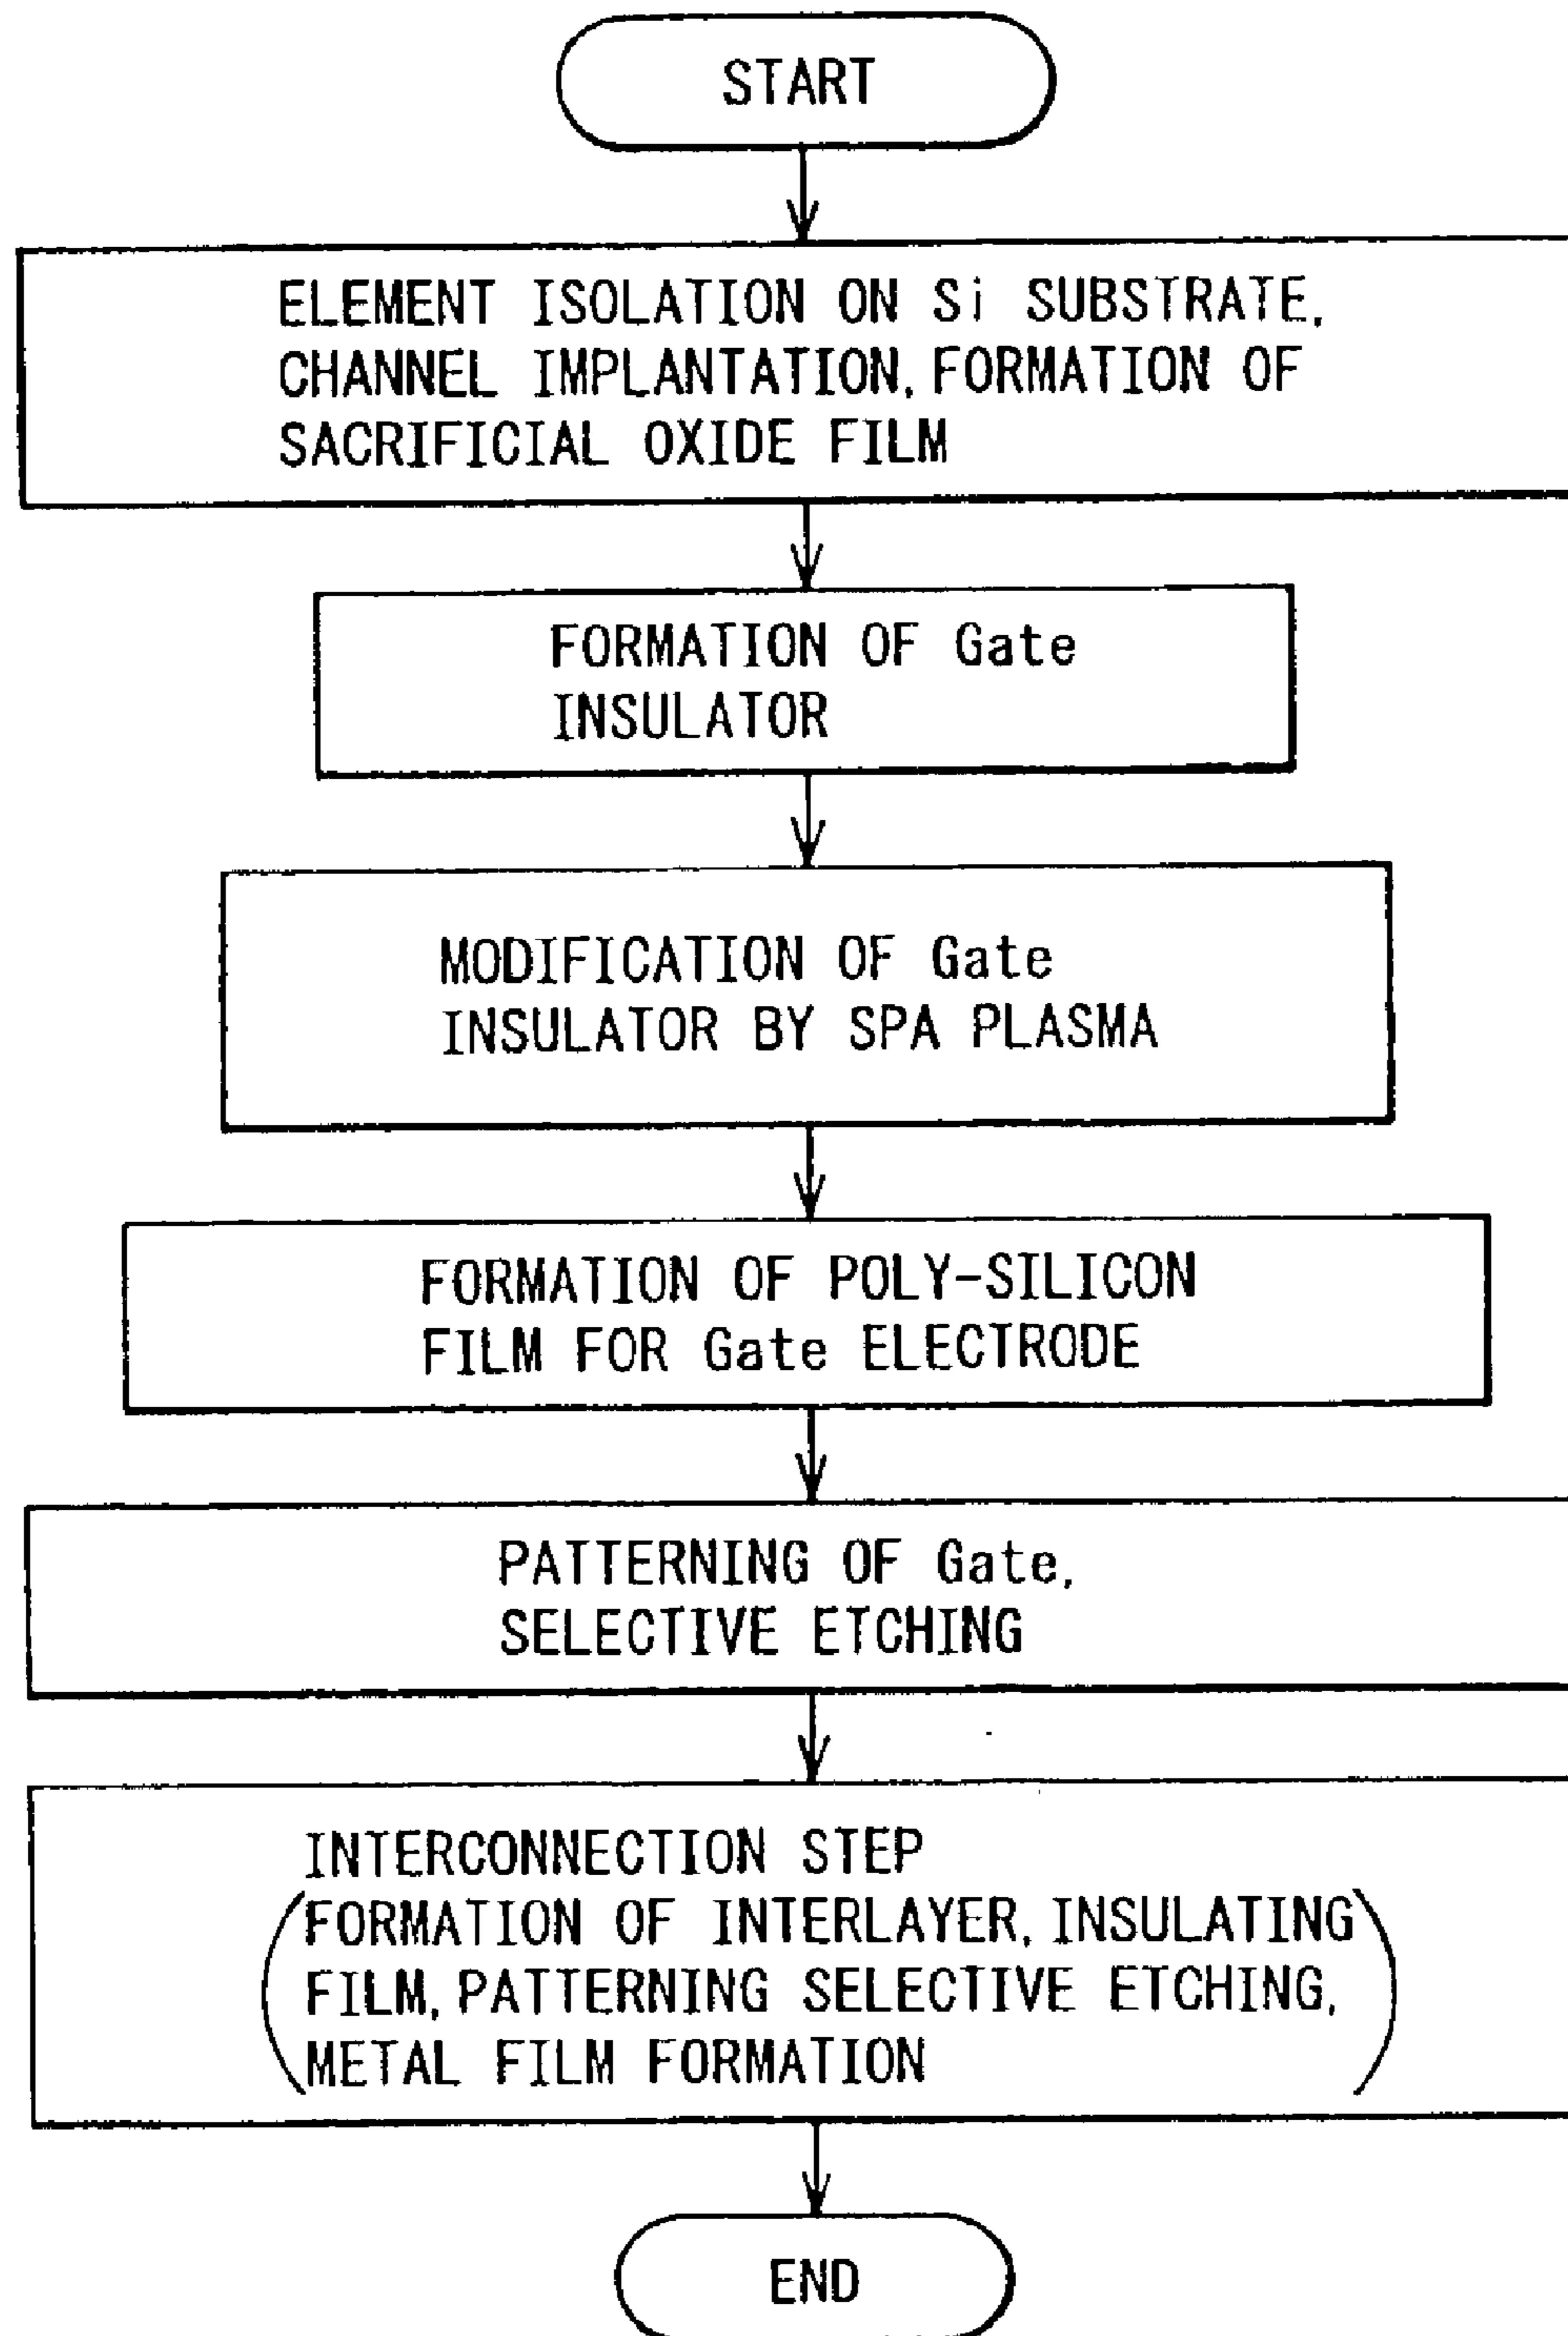 START
ELEMENT ISOLATION ON Si SUBSTRATE,
CHANNEL IMPLANTATION, FORMATION OF
SACRIFICIAL OXIDE FILM
FORMATION OF Gate
INSULATOR
MODIFICATION OF Gate
INSULATOR BY SPA PLASMA
FORMATION OF POLY-SILICON
FILM FOR Gate ELECTRODE
PATTERNING OF Gate,
SELECTIVE ETCHING
INTERCONNECTION STEP
(FORMATION OF INTERLAYER, INSULATING
FILM, PATTERNING SELECTIVE ETCHING,
METAL FILM FORMATION)
END